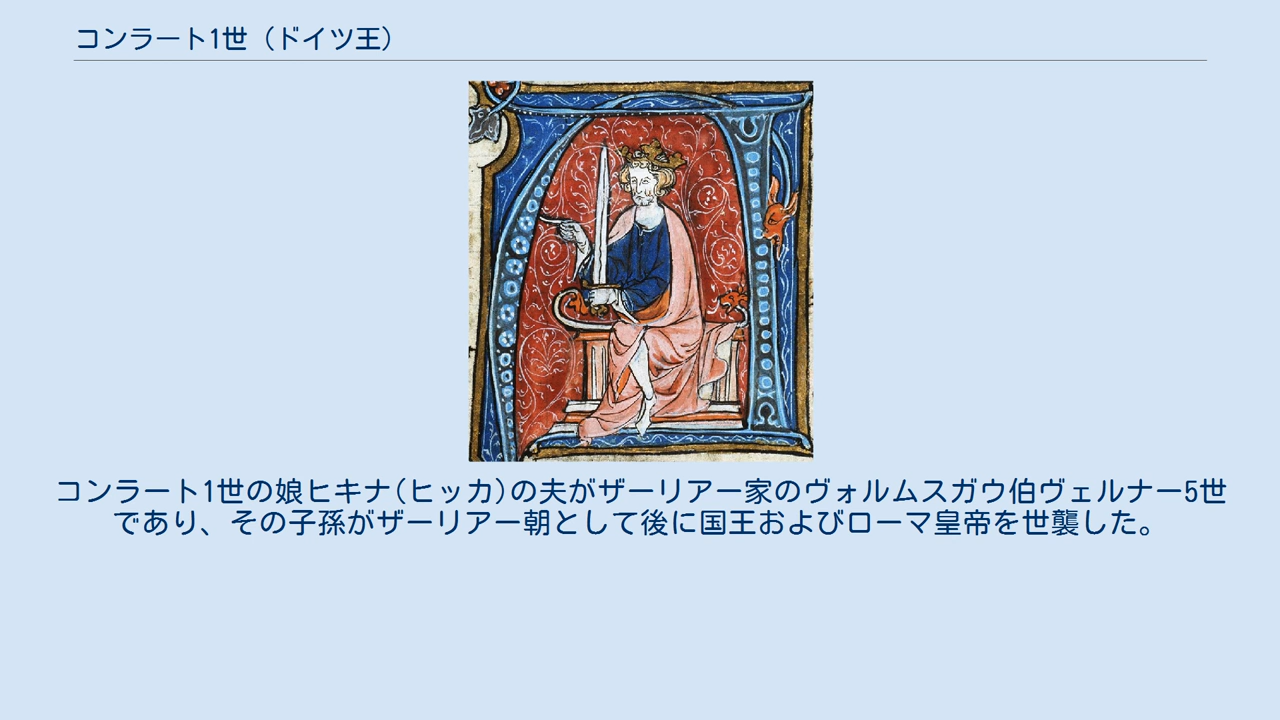 コンラート1世（ドイツ王）
コンラート1世の娘ヒキナ(ヒッカ)の夫がザーリアー家のヴォルムスガウ伯ヴェルナー5世
であり、その子孫がザーリアー朝として後に国王およびローマ皇帝を世襲した。